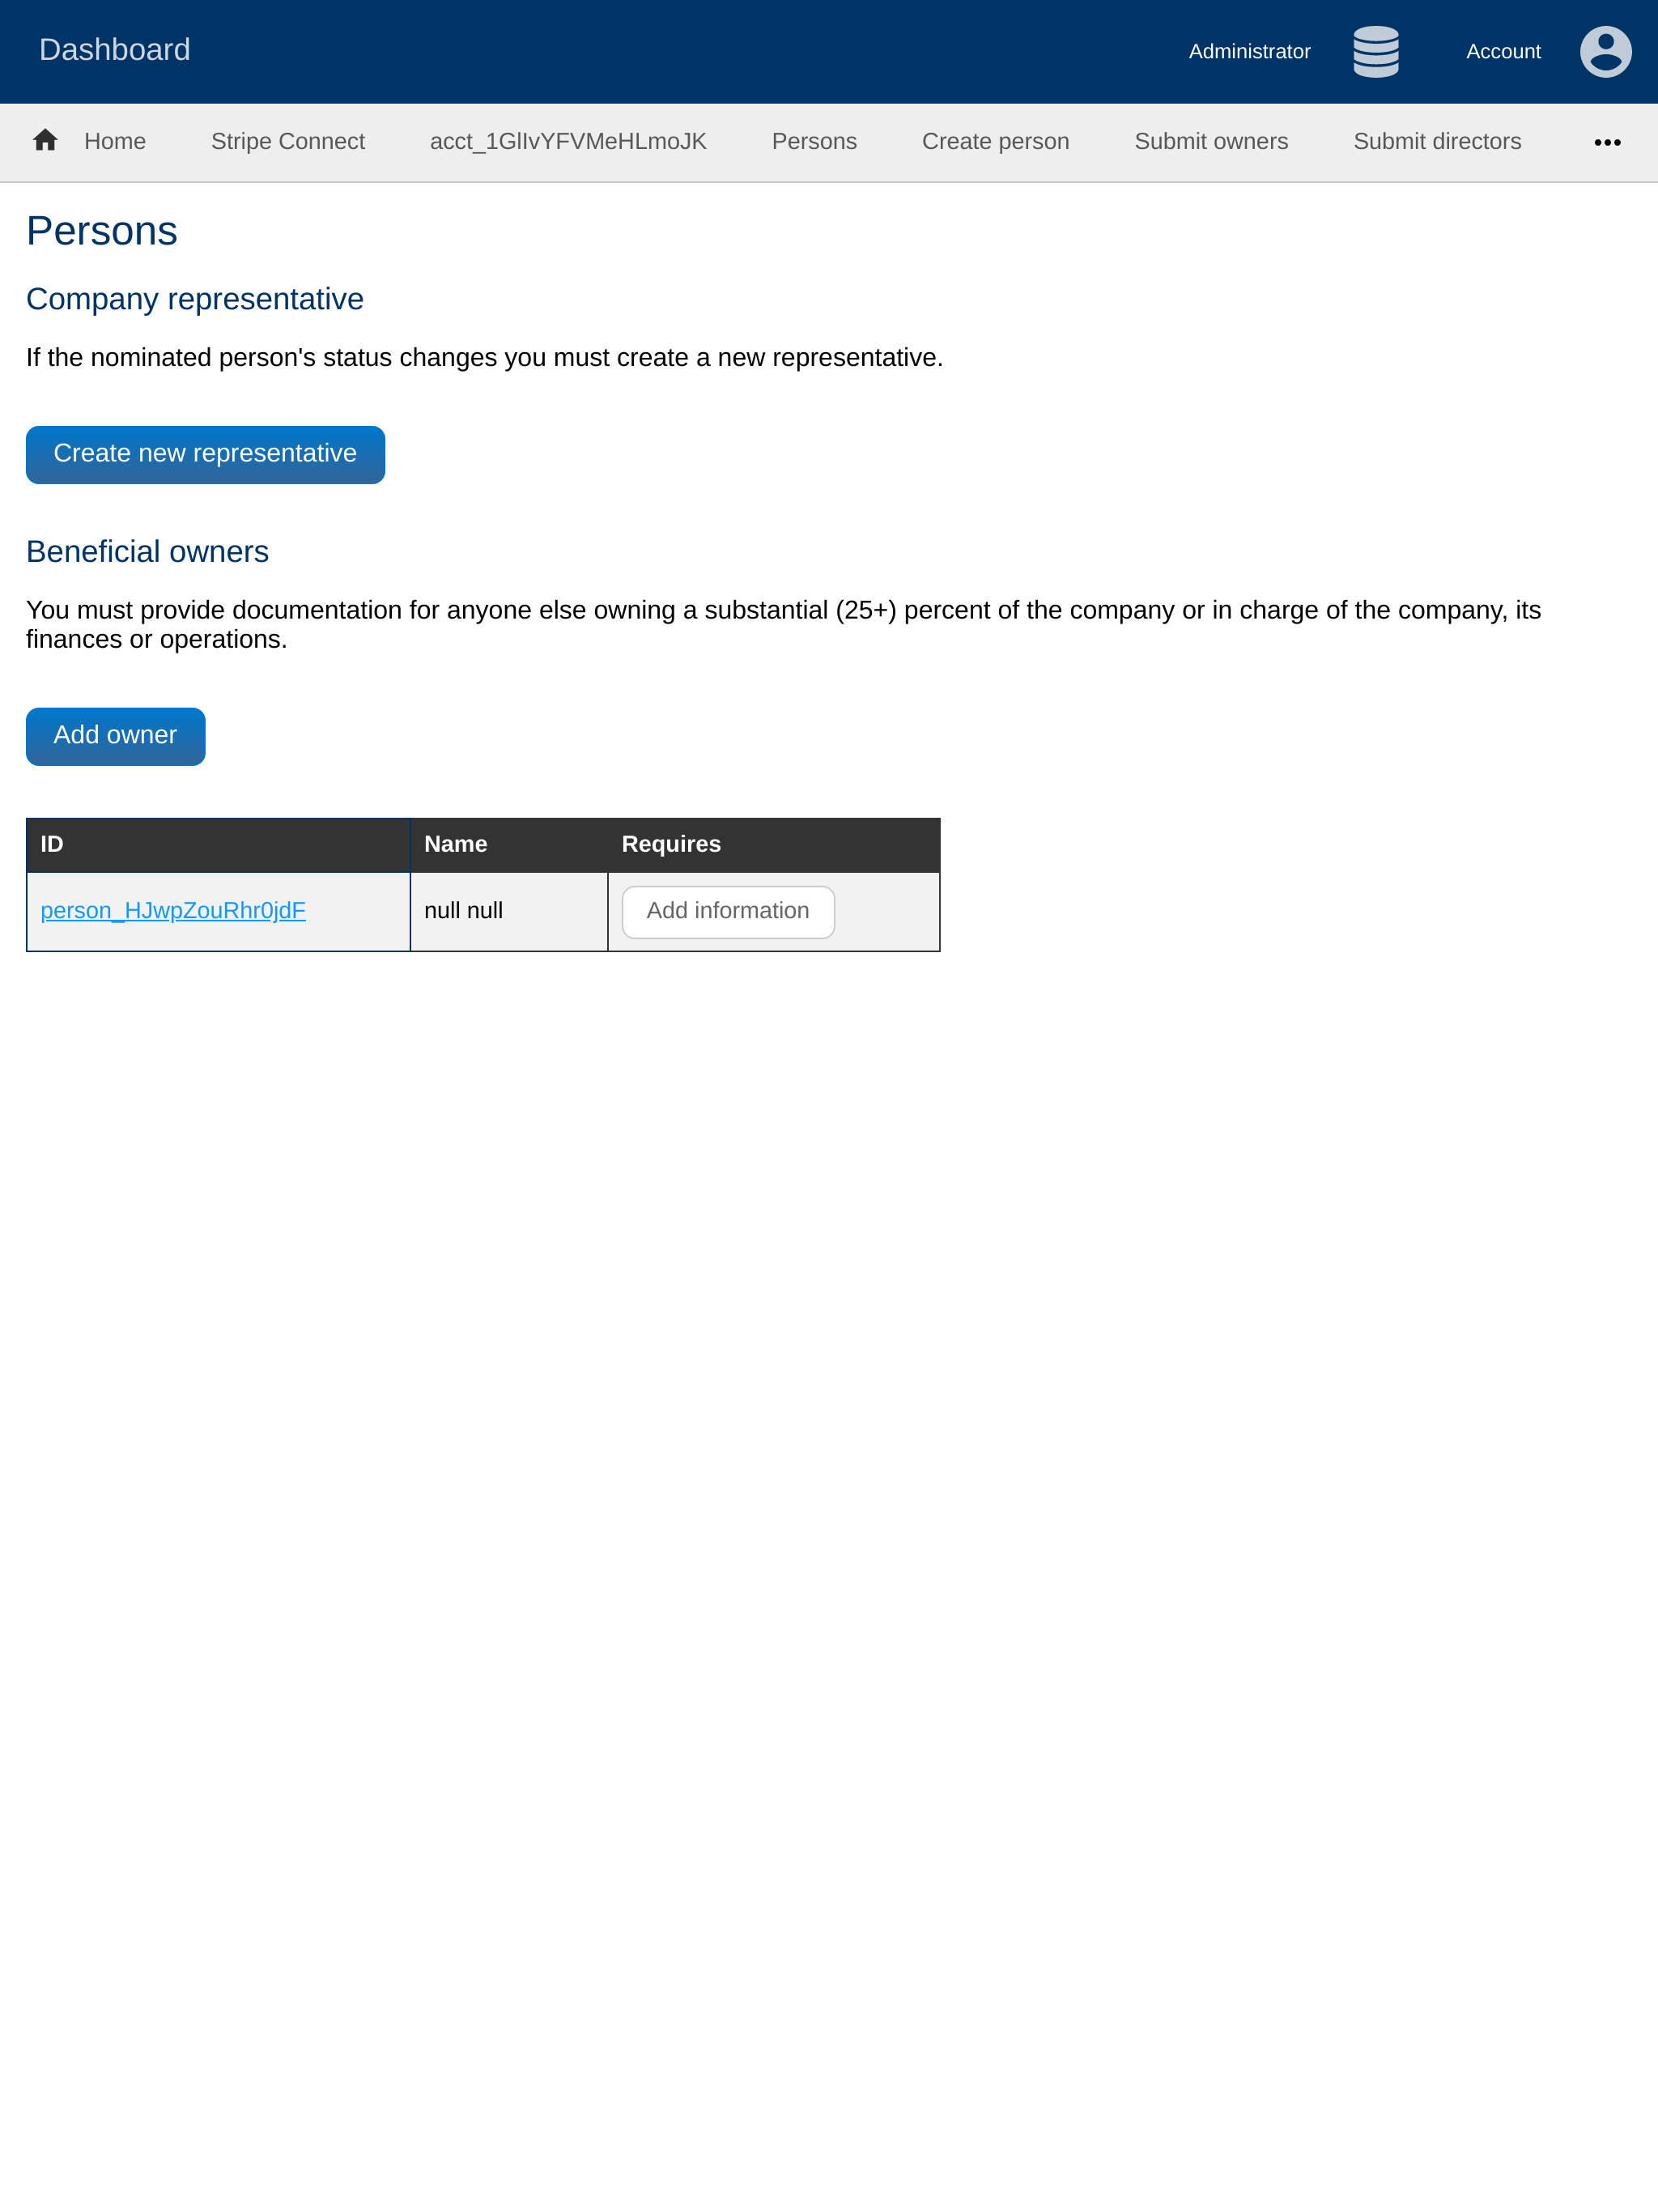 Dashboard
Administrator
Account
Home
Stripe Connect
acct_1GlIvYFVMeHLmoJK
Persons
Create person
Submit owners
Submit directors
Persons
Company representative
If the nominated person's status changes you must create a new representative.
Create new representative
Beneficial owners
You must provide documentation for anyone else owning a substantial (25+) percent of the company or in charge of the company, its
finances or operations.
Add owner
ID Name Requires
person_HJwpZouRhr0jdF null null Add information